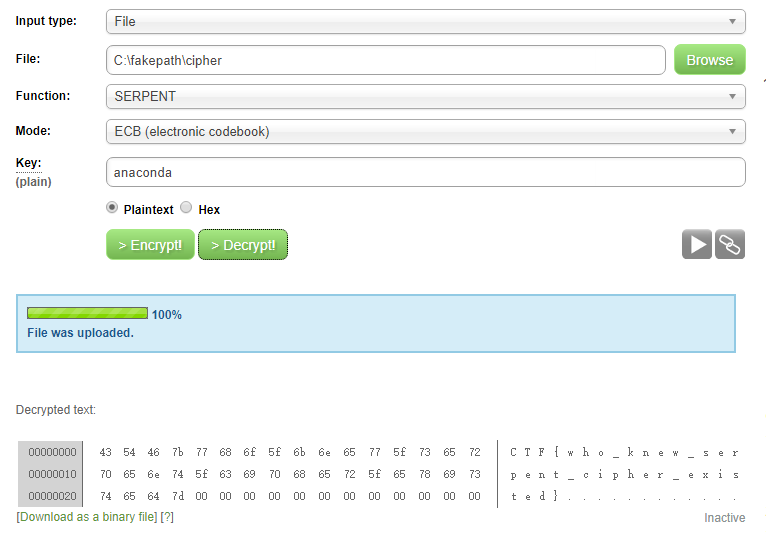 Input type: File
File: C:\fakepath\cipher Browse
Function: SERPENT
Mode: ECB (electronic codebook)
Key: anaconda
(plain)
Plaintext Hex
> Encrypt! > Decrypt!
100%
File was uploaded.
Decrypted text:
00000000 43 54 46 7b 77 68 6f 5f 6b 6e 65 77 5f 73 65 72 C T F { w h o _ k n e w _ s e r
00000010 70 65 6e 74 5f 63 69 70 68 65 72 5f 65 78 69 73 p e n t _ c i p h e r _ e x i s
00000020 74 65 64 7d 00 00 00 00 00 00 00 00 00 00 00 00 t e d } . . . . . . . . . . . .
[Download as a binary file] [?] Inactive